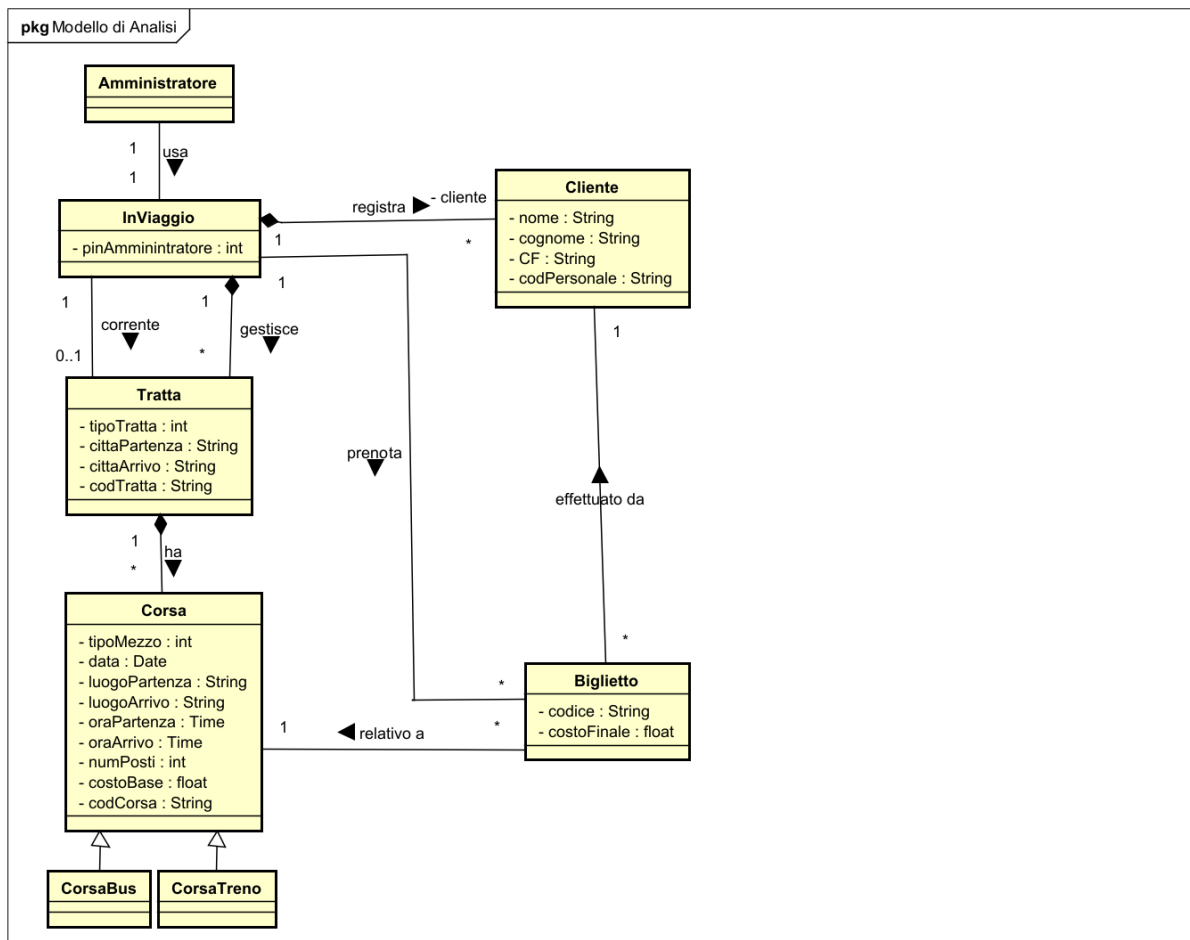 pkg Modello di Analisi
Amministratore
1
usa
1
InViaggio
- pinAmminintratore : int
registra
- cliente
1
*
1
Cliente
- nome : String
- cognome : String
- CF : String
- codPersonale : String
1
1
1
corrente
gestisce
0..1
*
Tratta
- tipoTratta : int
- cittaPartenza : String
- cittaArrivo : String
- codTratta : String
prenota
effettuato da
1
ha
*
Corsa
- tipoMezzo : int
- data : Date
- luogoPartenza : String
- luogoArrivo : String
- oraPartenza : Time
- oraArrivo : Time
- numPosti : int
- costoBase : float
- codCorsa : String
*
*
1
relativo a
*
Biglietto
- codice : String
- costoFinale : float
CorsaBus
CorsaTreno